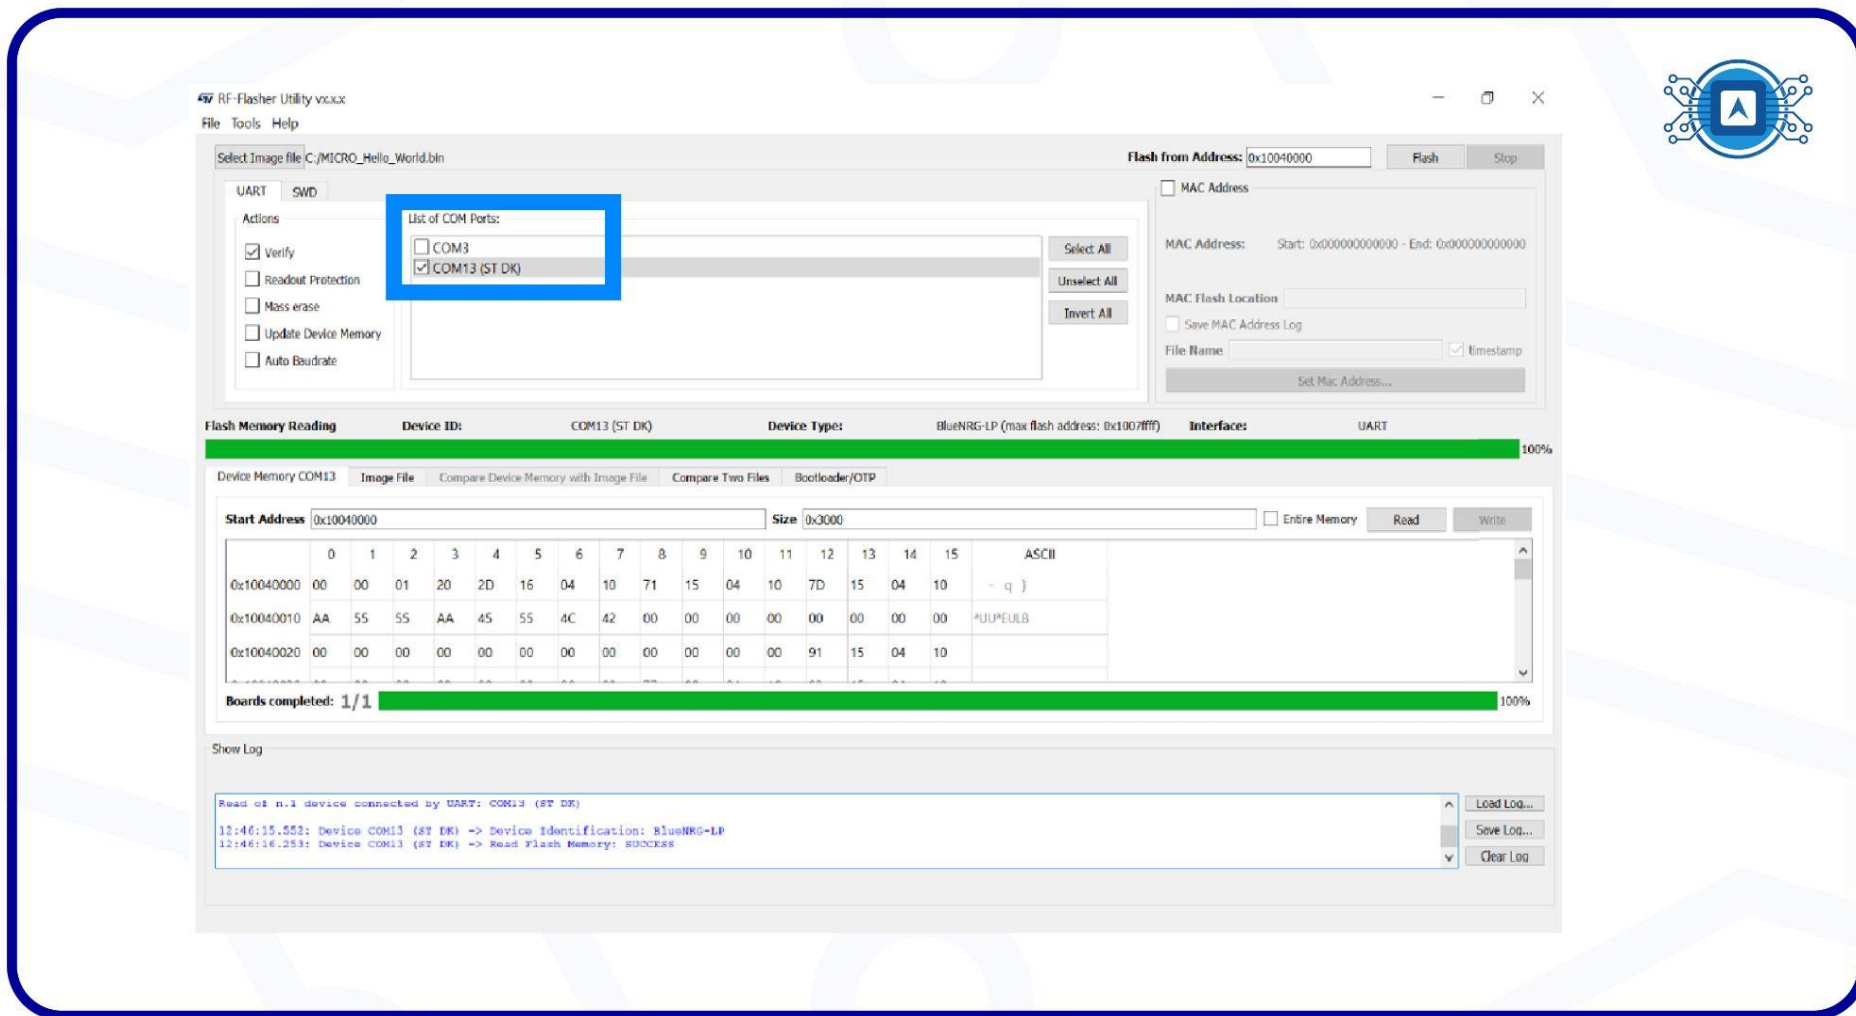 RF-Flasher Utility vx.x.x
File Tools Help
Select Image file C:/MICRO_Hello_World.bin
Flash from Address: 0x10040000 Flash Stop
UART SWD
MAC Address
Actions
List of COM Ports:
Verify
COM3
COM13 (ST DK)
Readout Protection
Mass erase
Update Device Memory
Auto Baudrate
Select All
Unselect All
Invert All
MAC Address: Start: 0x000000000000 - End: 0x000000000000
MAC Flash Location
Save MAC Address Log
File Name timestamp
Set Mac Address...
Flash Memory Reading Device ID: COM13 (ST DK) Device Type: BlueNRG-LP (max flash address: 0x1007ffff) Interface: UART
100%
Device Memory COM13 Image File Compare Device Memory with Image File Compare Two Files Bootloader/OTP
Start Address 0x10040000 Size 0x3000 Entire Memory Read Write
0 1 2 3 4 5 6 7 8 9 10 11 12 13 14 15 ASCII
0x10040000 00 00 01 20 2D 16 04 10 71 15 04 10 7D 15 04 10 - q }
0x10040010 AA 55 55 AA 45 55 4C 42 00 00 00 00 00 00 00 00 ªUUªEULB
0x10040020 00 00 00 00 00 00 00 00 00 00 00 00 91 15 04 10
Boards completed: 1/1 100%
Show Log
Read of n.1 device connected by UART: COM13 (ST DK)
12:46:15.552: Device COM13 (ST DK) -> Device Identification: BlueNRG-LP
12:46:16.253: Device COM13 (ST DK) -> Read Flash Memory: SUCCESS
Load Log...
Save Log...
Clear Log